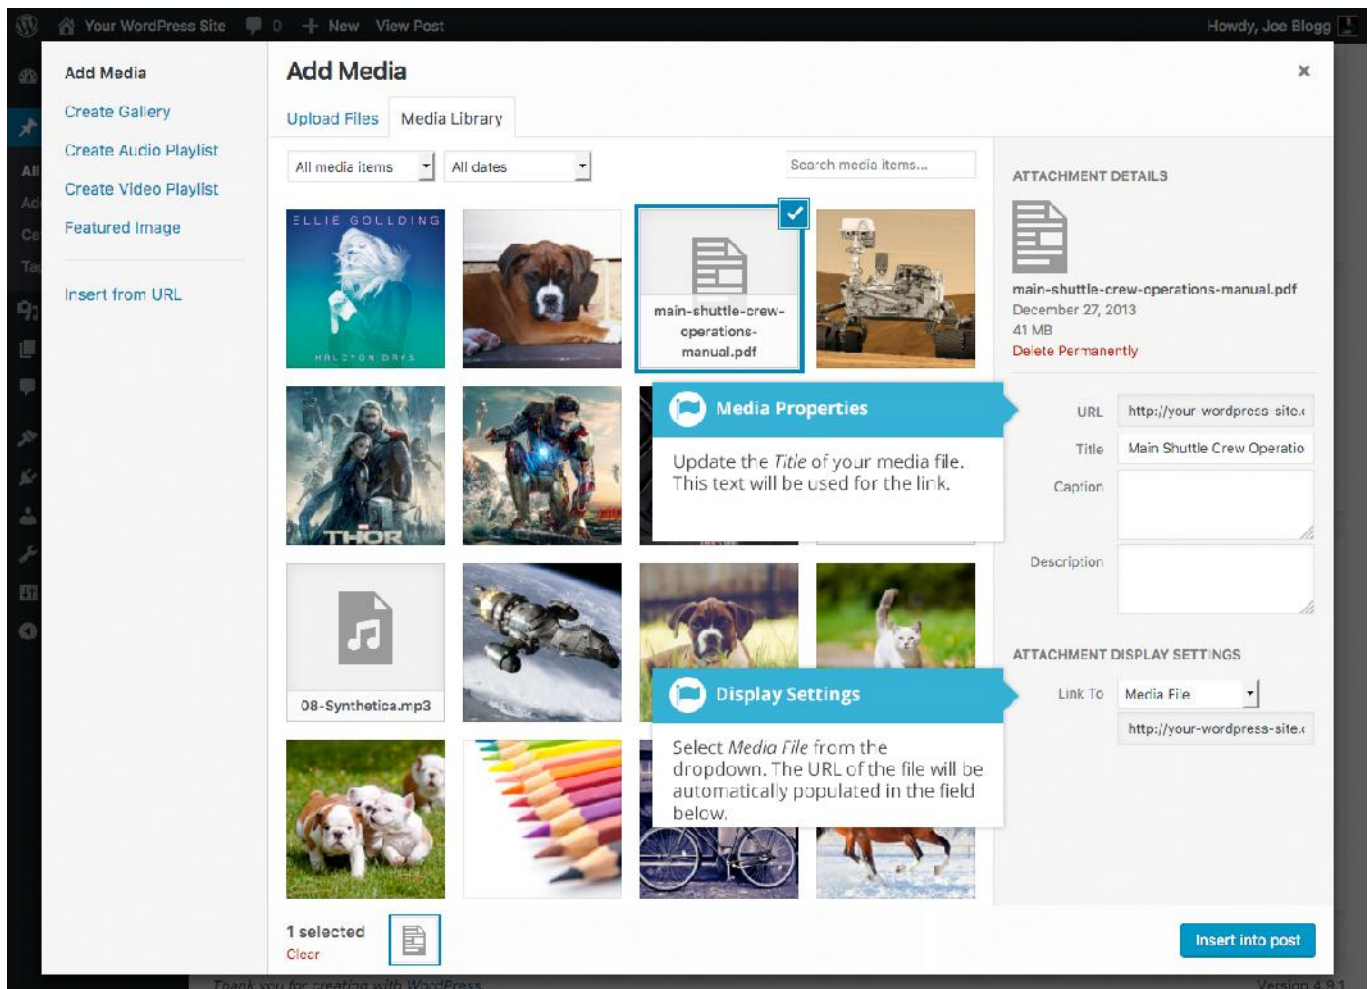 Your WordPress Site 0 New View Post
Howdy, Joe Blogg
Add Media
Create Gallery
Create Audio Playlist
Create Video Playlist
Featured Image
Insert from URL
All
Add Media
Upload Files Media Library
All media items All dates
Search media items...
ELLIE GOULDING
HALCYON DAYS
main-shuttle-crew-
operations-
manual.pdf
MARVEL
THOR
08-Synthetica.mp3
ATTACHMENT DETAILS
main-shuttle-crew-operations-manual.pdf
December 27, 2013
41 MB
Delete Permanently
URL http://your-wordpress-site.c
Title Main Shuttle Crew Operatio
Caption
Description
Media Properties
Update the Title of your media file.
This text will be used for the link.
ATTACHMENT DISPLAY SETTINGS
Link To Media File
http://your-wordpress-site.c
Display Settings
Select Media File from the
dropdown. The URL of the file will be
automatically populated in the field
below.
1 selected
Clear
Insert into post
Thank you for creating with WordPress.
Version 4.9.1